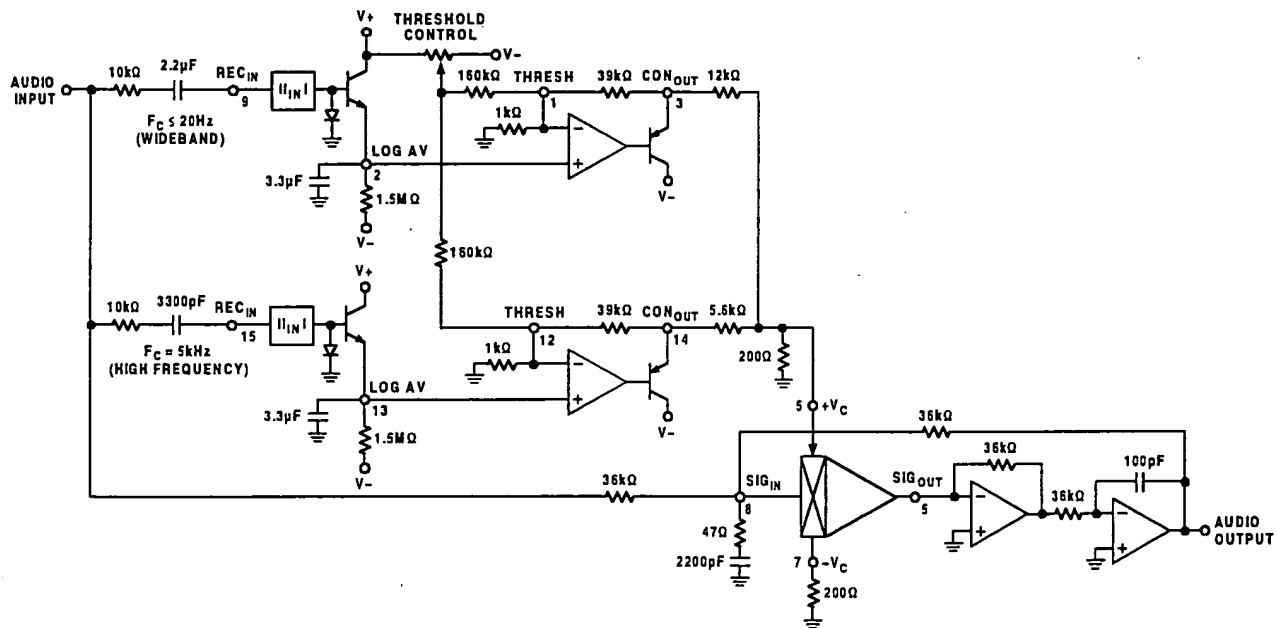 V+
THRESHOLD
CONTROL
V−
AUDIO
INPUT
10kΩ
2.2µF
REC_IN
9
||_IN|
F_C ≤ 20Hz
(WIDEBAND)
160kΩ
THRESH
1
39kΩ
CON_OUT
3
12kΩ
1kΩ
−
+
V−
LOG AV
2
3.3µF
1.5MΩ
V−
160kΩ
V+
10kΩ
3300pF
REC_IN
15
||_IN|
F_C = 5kHz
(HIGH FREQUENCY)
THRESH
12
39kΩ
CON_OUT
14
5.6kΩ
1kΩ
−
+
V−
200Ω
LOG AV
13
3.3µF
1.5MΩ
V−
5
+V_C
36kΩ
36kΩ
SIG_IN
8
47Ω
2200pF
7
−V_C
200Ω
SIG_OUT
5
36kΩ
−
+
36kΩ
100pF
−
+
AUDIO
OUTPUT